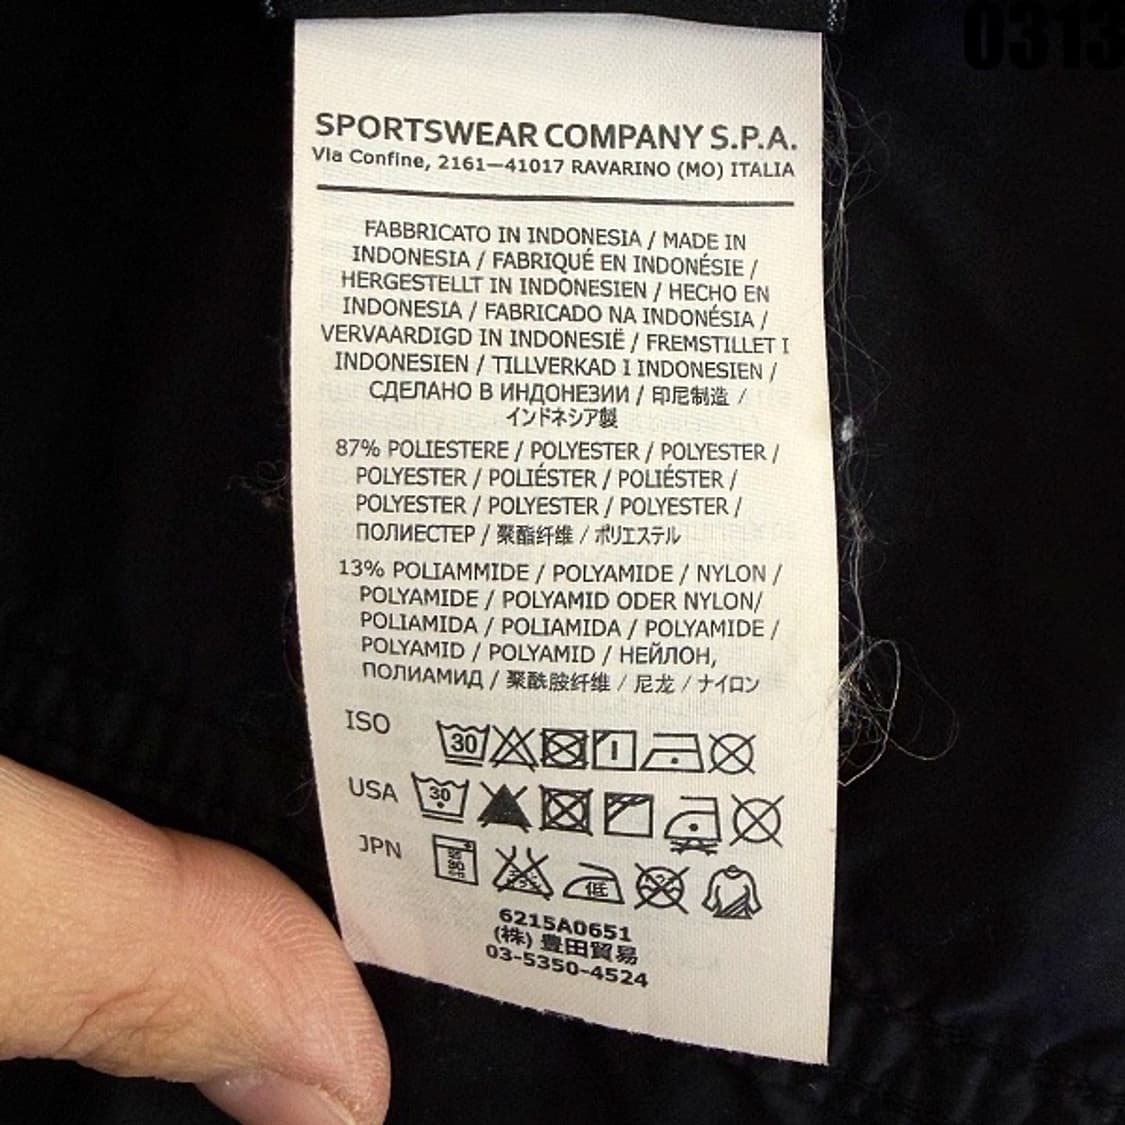 0313
SPORTSWEAR COMPANY S.P.A.
Via Confine, 2161—41017 RAVARINO (MO) ITALIA
FABBRICATO IN INDONESIA / MADE IN
INDONESIA / FABRIQUÉ EN INDONÉSIE /
HERGESTELLT IN INDONESIEN / HECHO EN
INDONESIA / FABRICADO NA INDONÉSIA /
VERVAARDIGD IN INDONESIË / FREMSTILLET I
INDONESIEN / TILLVERKAD I INDONESIEN /
СДЕЛАНО В ИНДОНЕЗИИ / 印尼制造 /
インドネシア製
87% POLIESTERE / POLYESTER / POLYESTER /
POLYESTER / POLIÉSTER / POLIÉSTER /
POLYESTER / POLYESTER / POLYESTER /
ПОЛИЕСТЕР / 聚酯纤维 / ポリエステル
13% POLIAMMIDE / POLYAMIDE / NYLON /
POLYAMIDE / POLYAMID ODER NYLON/
POLIAMIDA / POLIAMIDA / POLYAMIDE /
POLYAMID / POLYAMID / НЕЙЛОН,
ПОЛИАМИД / 聚酰胺纤维 / 尼龙 / ナイロン
ISO 30
USA 30
JPN 30 低
6215A0651
(株) 豊田貿易
03-5350-4524